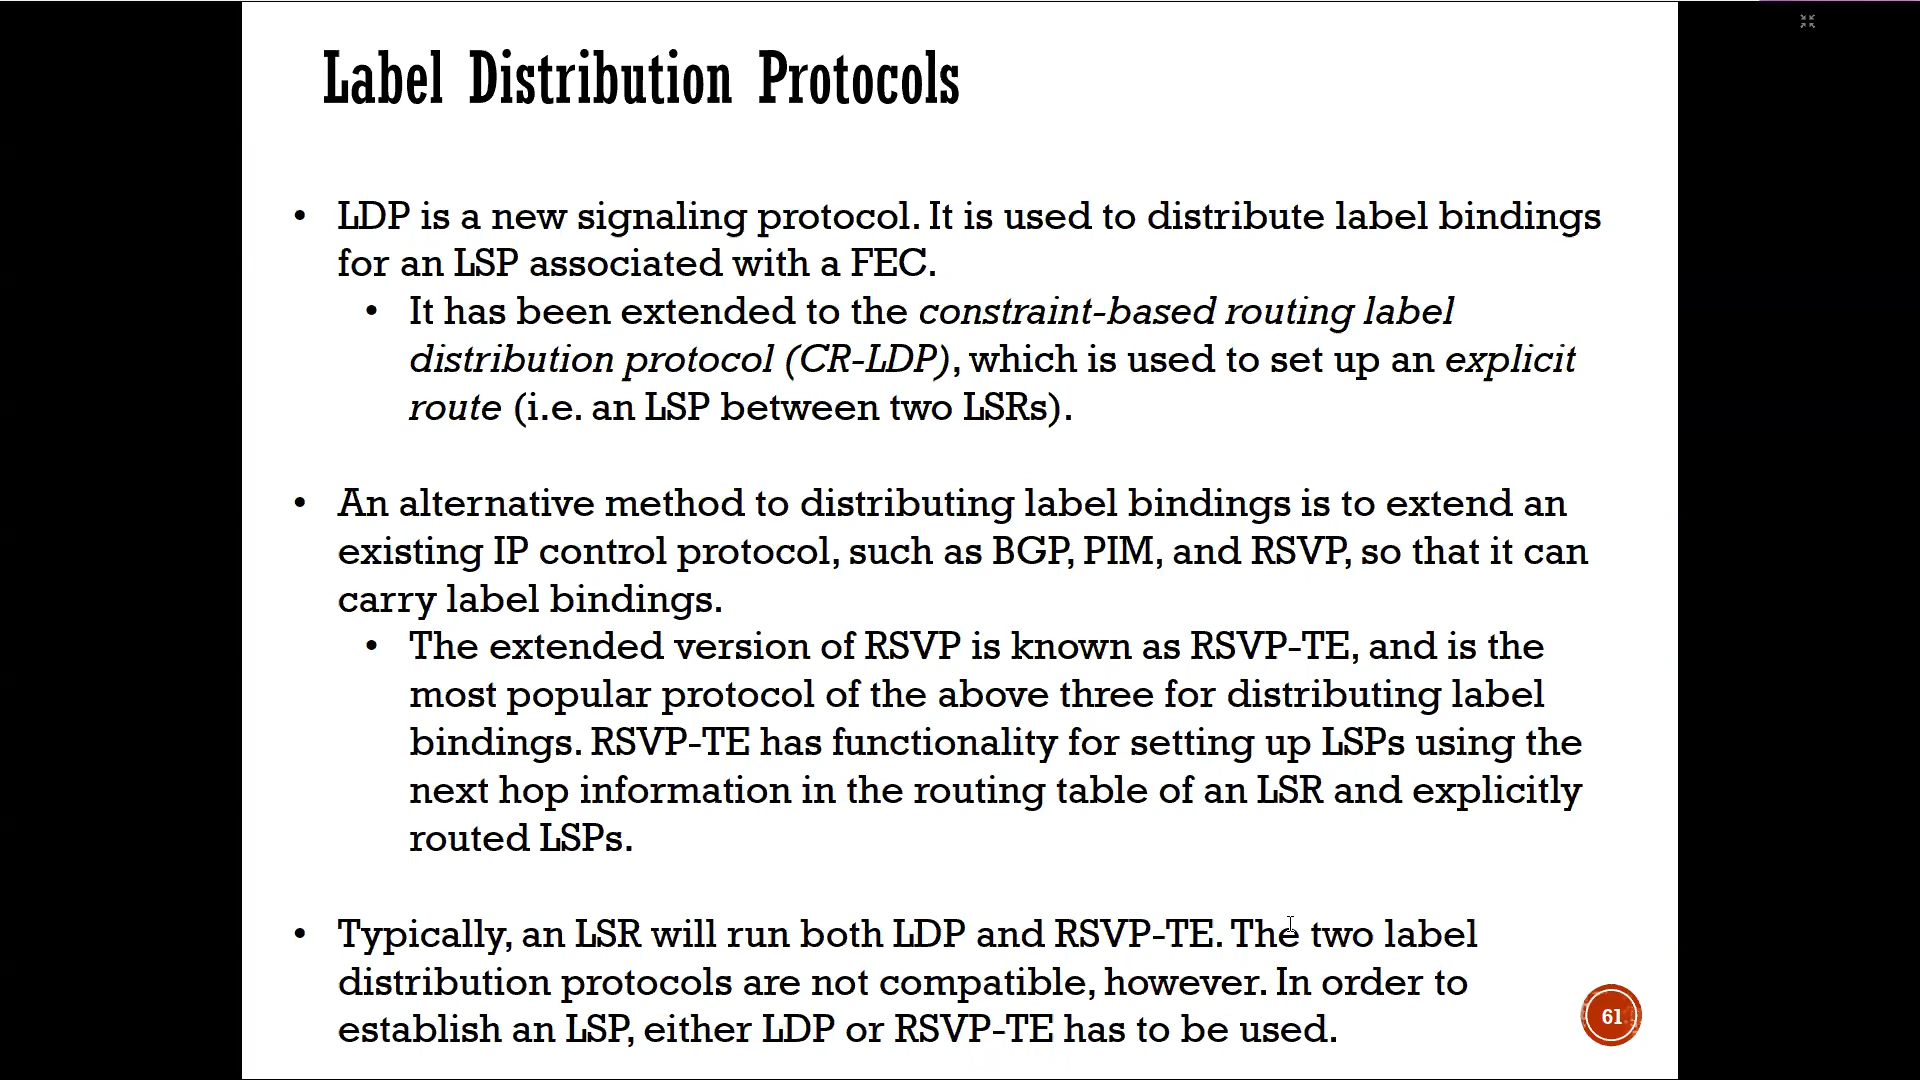 Label Distribution Protocols
• LDP is a new signaling protocol. It is used to distribute label bindings
for an LSP associated with a FEC.
• It has been extended to the constraint-based routing label
distribution protocol (CR-LDP), which is used to set up an explicit
route (i.e. an LSP between two LSRs).
• An alternative method to distributing label bindings is to extend an
existing IP control protocol, such as BGP, PIM, and RSVP, so that it can
carry label bindings.
• The extended version of RSVP is known as RSVP-TE, and is the
most popular protocol of the above three for distributing label
bindings. RSVP-TE has functionality for setting up LSPs using the
next hop information in the routing table of an LSR and explicitly
routed LSPs.
• Typically, an LSR will run both LDP and RSVP-TE. The two label
distribution protocols are not compatible, however. In order to
establish an LSP, either LDP or RSVP-TE has to be used.
61